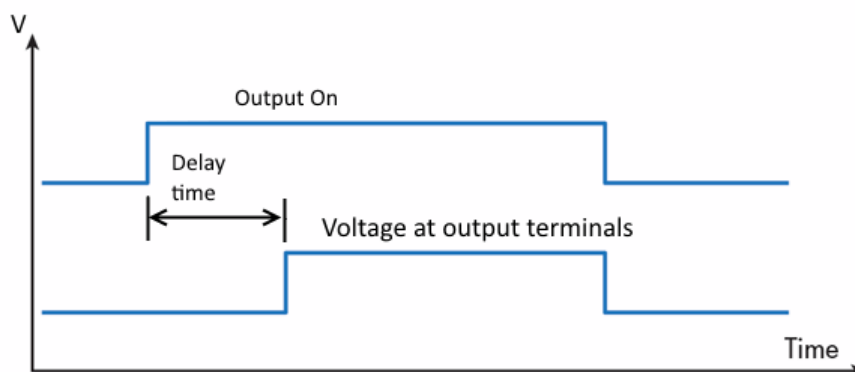 V
Output On
Delay
time
Voltage at output terminals
Time